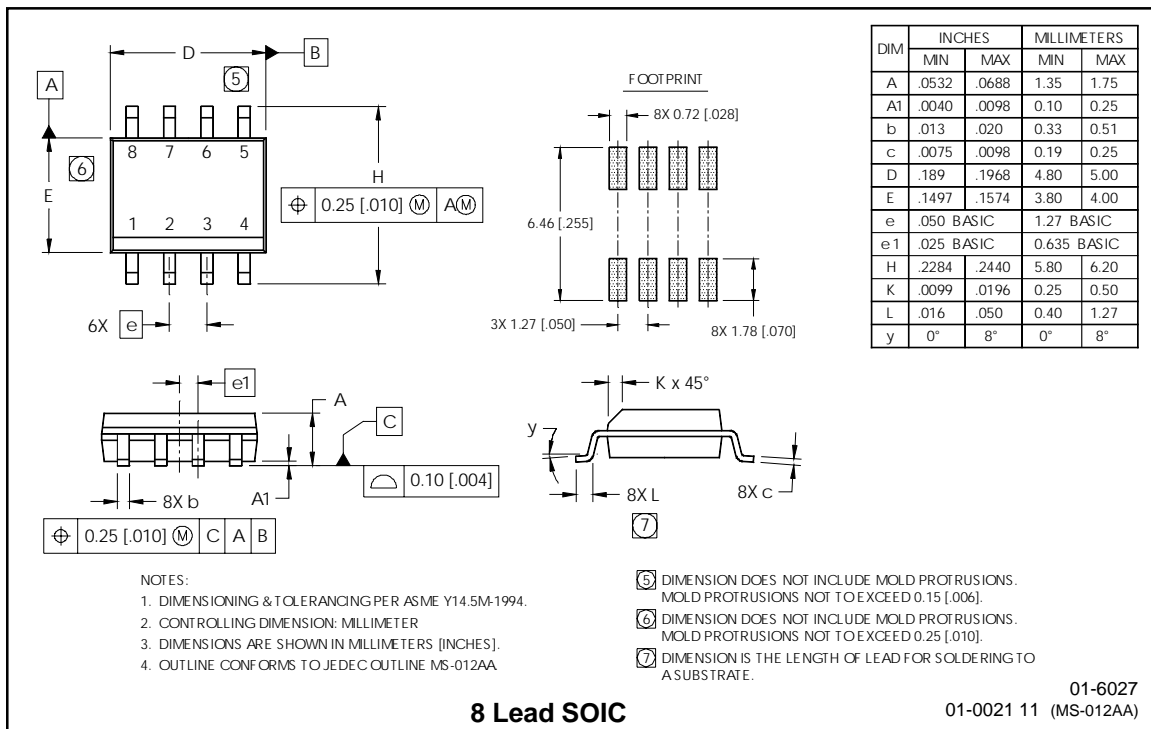 D
B
A
5
8 7 6 5
6
E
H
1 2 3 4
0.25 [.010] M A M
6X e
FOOTPRINT
8X 0.72 [.028]
6.46 [.255]
3X 1.27 [.050]
8X 1.78 [.070]
DIM INCHES MILLIMETERS
MIN MAX MIN MAX
A .0532 .0688 1.35 1.75
A1 .0040 .0098 0.10 0.25
b .013 .020 0.33 0.51
c .0075 .0098 0.19 0.25
D .189 .1968 4.80 5.00
E .1497 .1574 3.80 4.00
e .050 BASIC 1.27 BASIC
e1 .025 BASIC 0.635 BASIC
H .2284 .2440 5.80 6.20
K .0099 .0196 0.25 0.50
L .016 .050 0.40 1.27
y 0° 8° 0° 8°
e1
A
C
0.10 [.004]
A1
8X b
0.25 [.010] M C A B
K x 45°
y
8X L
8X c
7
NOTES:
1. DIMENSIONING & TOLERANCING PER ASME Y14.5M-1994.
2. CONTROLLING DIMENSION: MILLIMETER
3. DIMENSIONS ARE SHOWN IN MILLIMETERS [INCHES].
4. OUTLINE CONFORMS TO JEDEC OUTLINE MS-012AA.
5 DIMENSION DOES NOT INCLUDE MOLD PROTRUSIONS.
MOLD PROTRUSIONS NOT TO EXCEED 0.15 [.006].
6 DIMENSION DOES NOT INCLUDE MOLD PROTRUSIONS.
MOLD PROTRUSIONS NOT TO EXCEED 0.25 [.010].
7 DIMENSION IS THE LENGTH OF LEAD FOR SOLDERING TO
A SUBSTRATE.
8 Lead SOIC
01-6027
01-0021 11 (MS-012AA)